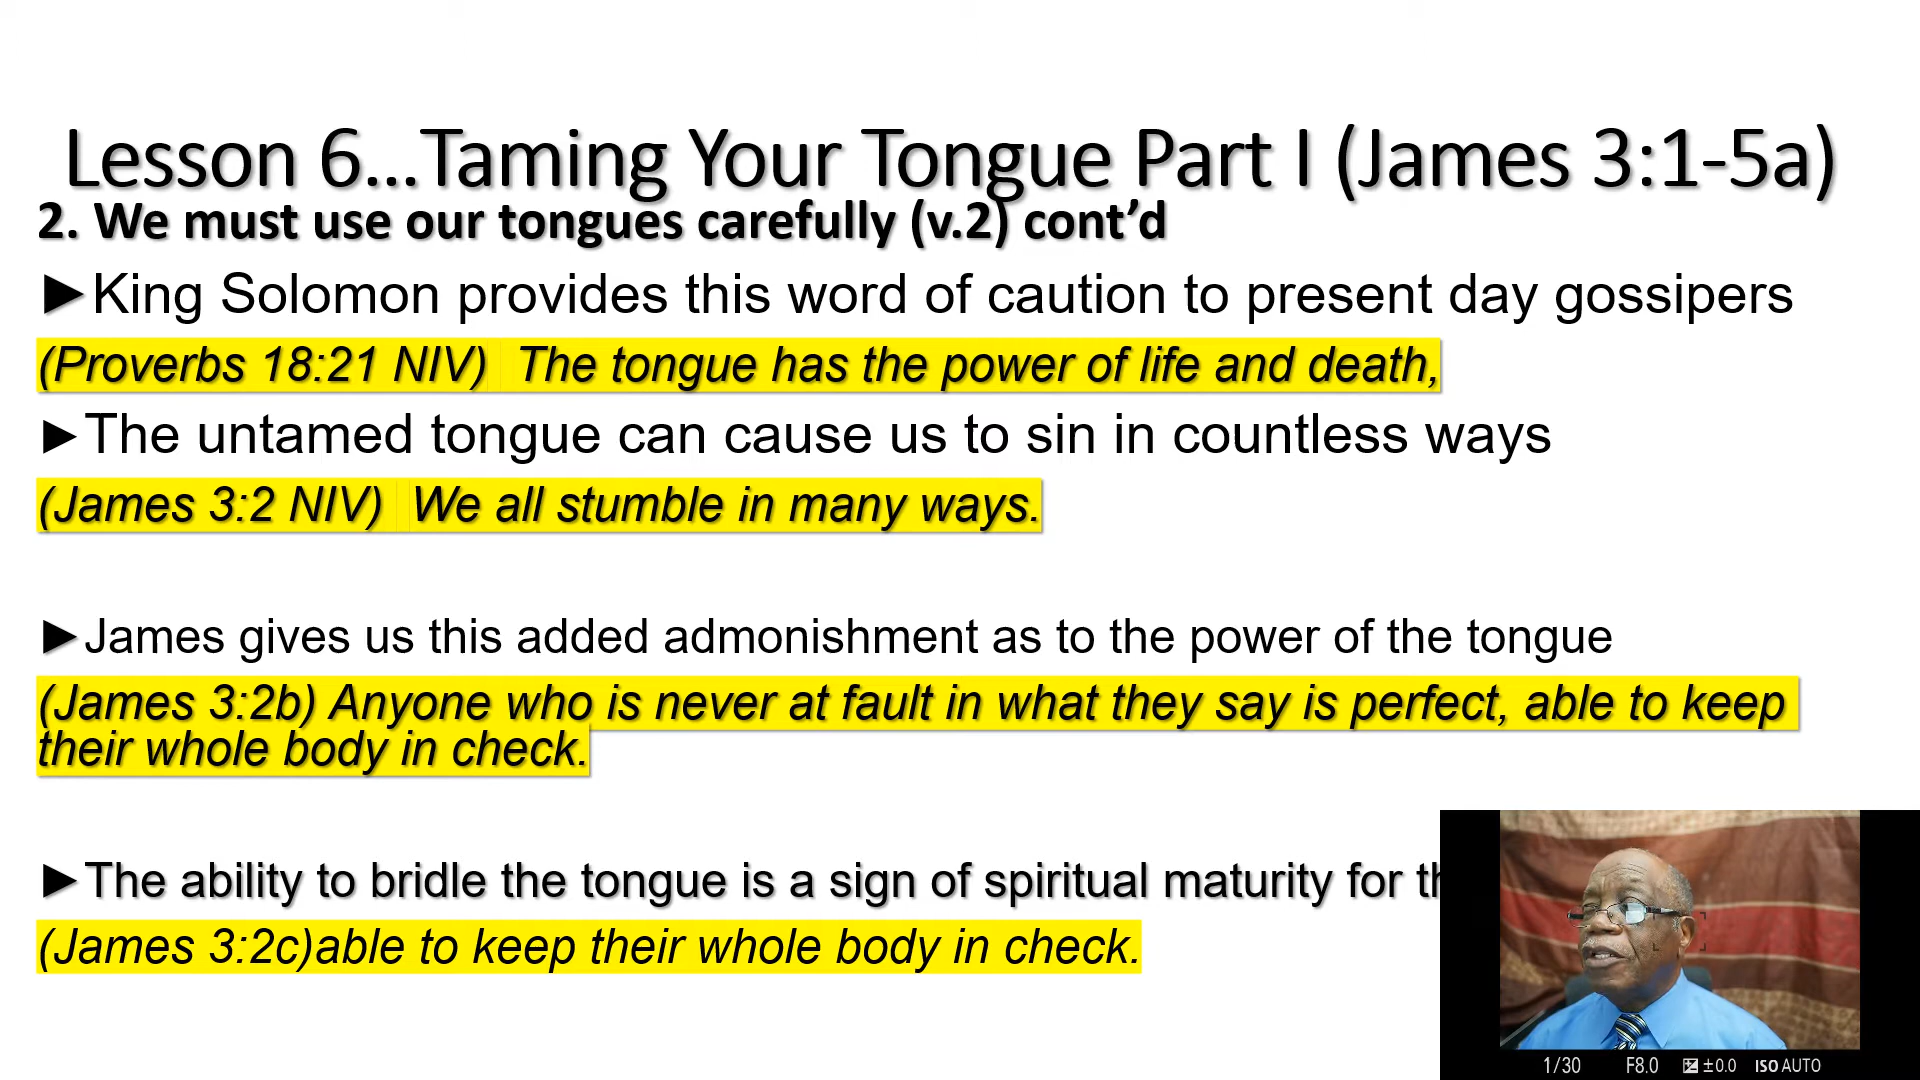 Lesson 6...Taming Your Tongue Part I (James 3:1-5a)
2. We must use our tongues carefully (v.2) cont’d
►King Solomon provides this word of caution to present day gossipers
(Proverbs 18:21 NIV) The tongue has the power of life and death,
►The untamed tongue can cause us to sin in countless ways
(James 3:2 NIV) We all stumble in many ways.
►James gives us this added admonishment as to the power of the tongue
(James 3:2b) Anyone who is never at fault in what they say is perfect, able to keep
their whole body in check.
►The ability to bridle the tongue is a sign of spiritual maturity for
(James 3:2c)able to keep their whole body in check.
1/30 F8.0 ±0.0 ISO AUTO